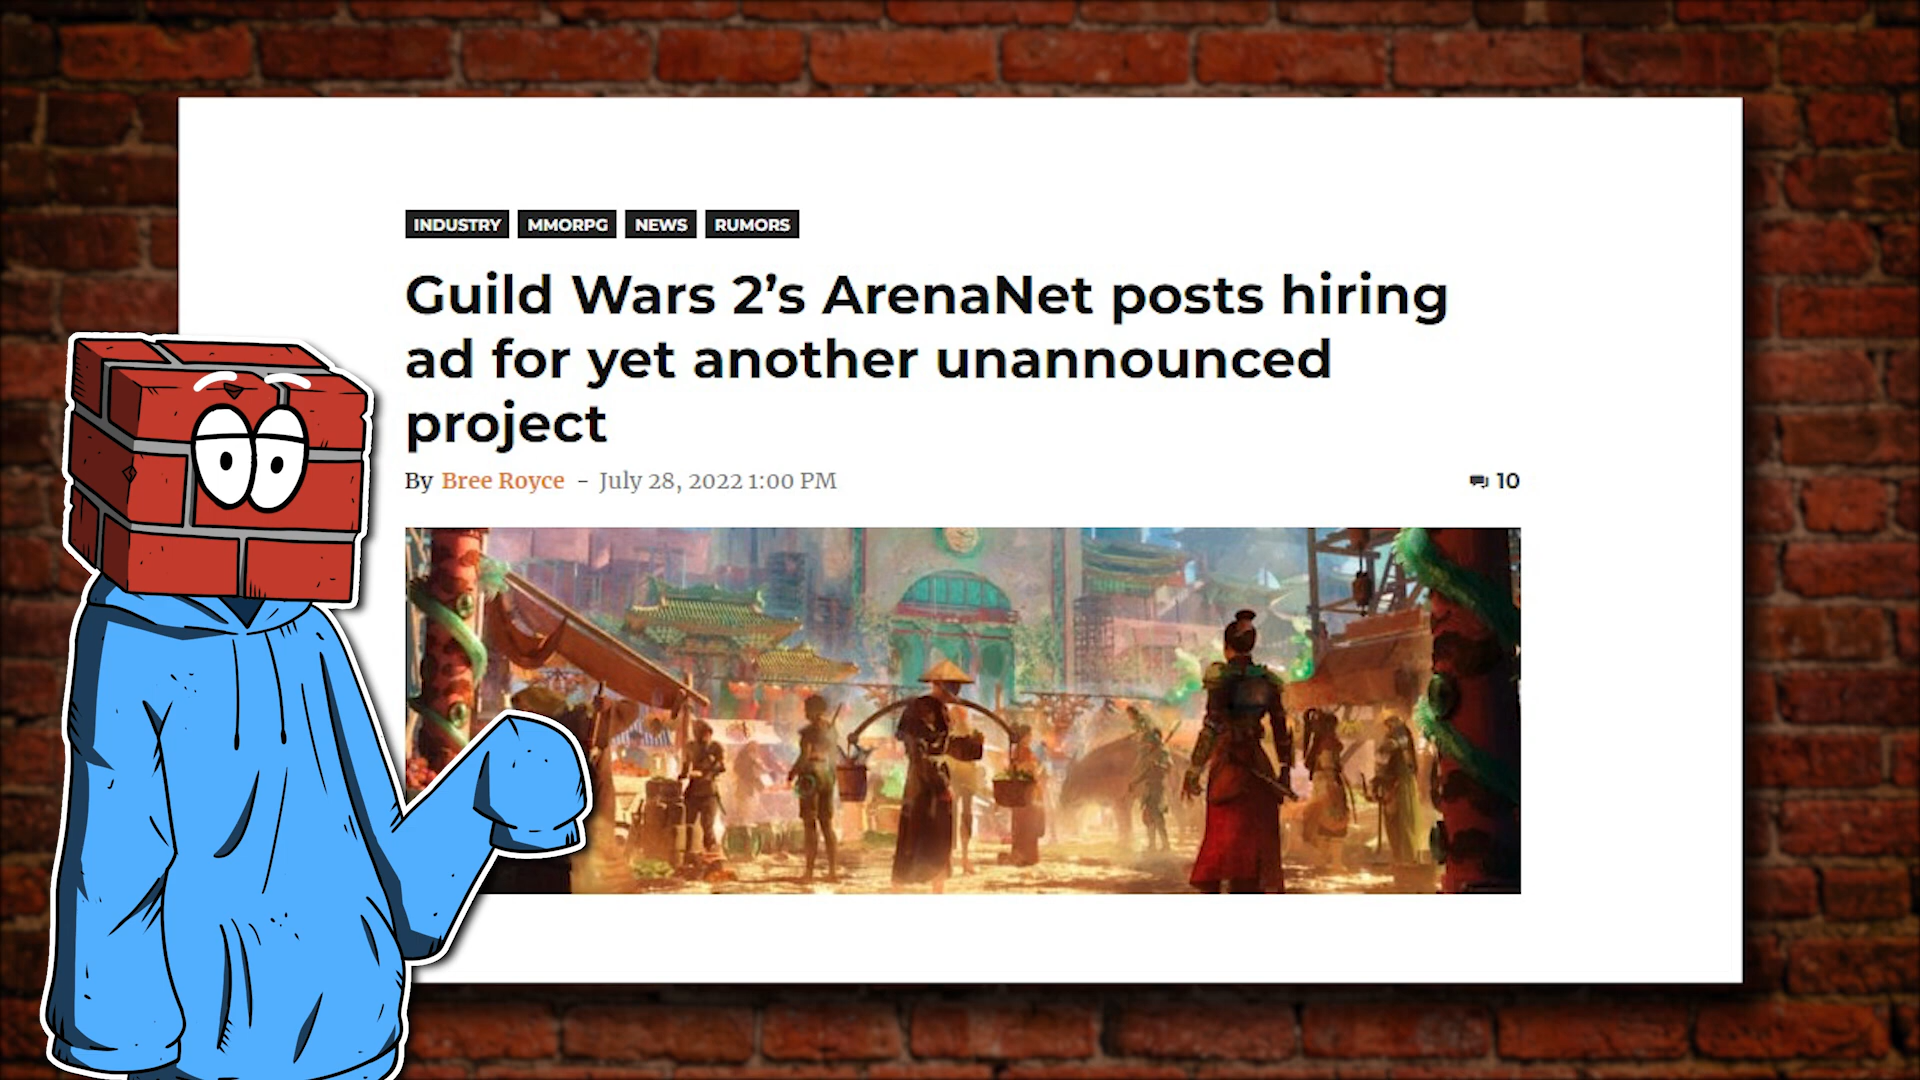 INDUSTRY MMORPG NEWS RUMORS
Guild Wars 2’s ArenaNet posts hiring
ad for yet another unannounced
project
By Bree Royce - July 28, 2022 1:00 PM 10